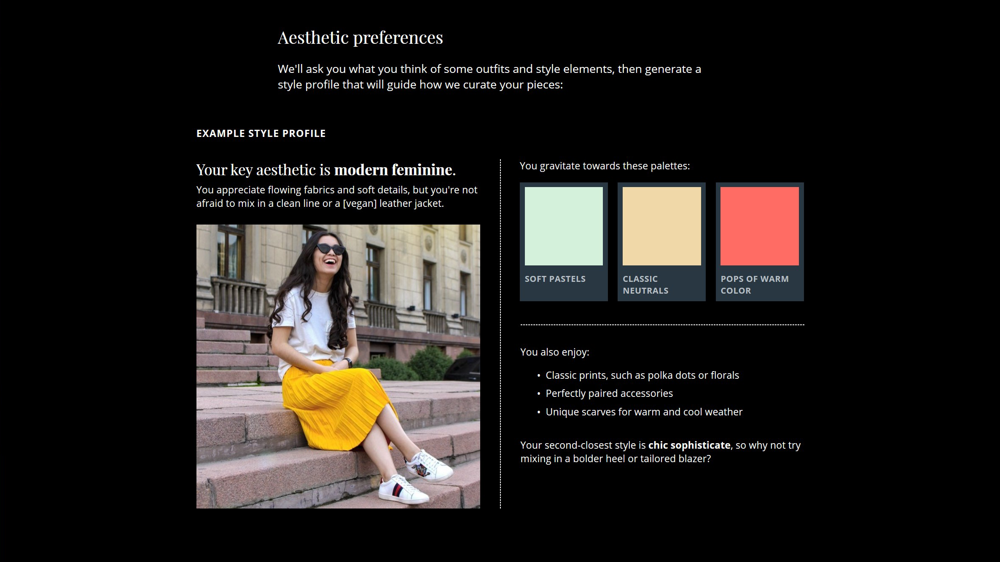 Aesthetic preferences
We'll ask you what you think of some outfits and style elements, then generate a
style profile that will guide how we curate your pieces:
EXAMPLE STYLE PROFILE
Your key aesthetic is modern feminine.
You appreciate flowing fabrics and soft details, but you're not
afraid to mix in a clean line or a [vegan] leather jacket.
You gravitate towards these palettes:
SOFT PASTELS
CLASSIC
NEUTRALS
POPS OF WARM
COLOR
You also enjoy:
• Classic prints, such as polka dots or florals
• Perfectly paired accessories
• Unique scarves for warm and cool weather
Your second-closest style is chic sophisticate, so why not try
mixing in a bolder heel or tailored blazer?